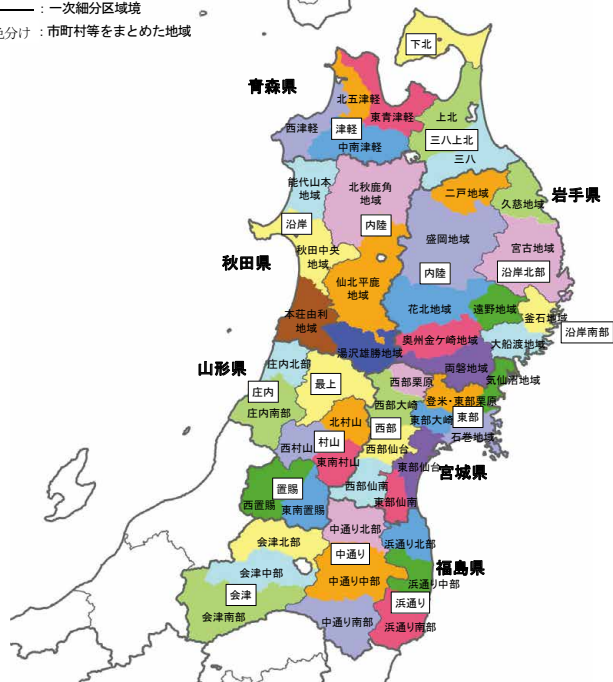 ：一次細分区域境
色分け：市町村等をまとめた地域
下北
青森県
北五津軽
東青津軽
上北
西津軽
津軽
三八上北
中南津軽
三八
能代山本
地域
北秋鹿角
地域
二戸地域
久慈地域
岩手県
沿岸
内陸
盛岡地域
宮古地域
秋田県
秋田中央
地域
内陸
沿岸北部
仙北平鹿
地域
本荘由利
地域
花北地域
遠野地域
釜石地域
沿岸南部
湯沢雄勝地域
奥州金ケ崎地域
大船渡地域
山形県
庄内北部
両磐地域
最上
西部栗原
気仙沼地域
庄内
登米・東部栗原
庄内南部
西部大崎
北村山
東部大崎
東部
西部
村山
西村山
西部仙台
石巻地域
東南村山
東部仙台
宮城県
置賜
西部仙南
西置賜
東南置賜
東部仙南
中通り北部
会津北部
浜通り北部
中通り
会津中部
中通り中部
福島県
浜通り中部
会津
浜通り
会津南部
中通り南部
浜通り南部